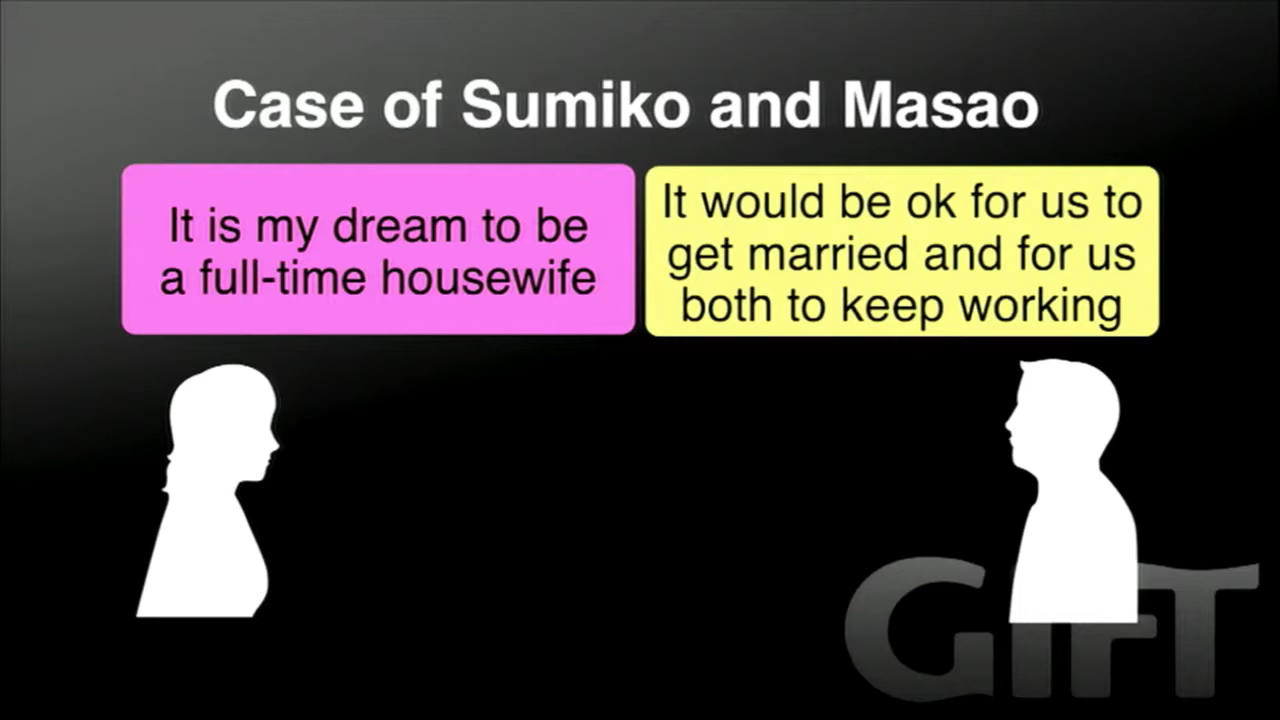 Case of Sumiko and Masao
It is my dream to be
a full-time housewife
It would be ok for us to
get married and for us
both to keep working
GIFT